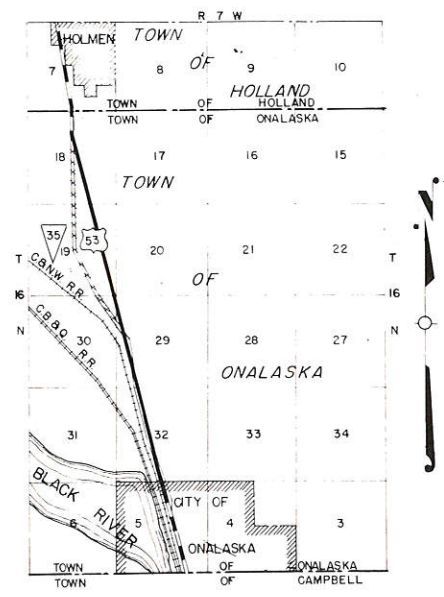 R 7 W
HOLMEN TOWN
7 8 OF 9 10
HOLLAND
TOWN OF HOLLAND
TOWN OF ONALASKA
18 17 16 15
TOWN
35 53
19 20 21 22
C&NW RR
T 16 N
OF
T 16 N
CB&Q RR
30 29 28 27
ONALASKA
31 32 33 34
BLACK RIVER
CITY OF
6 5 4 3
ONALASKA
TOWN OF ONALASKA
TOWN OF CAMPBELL